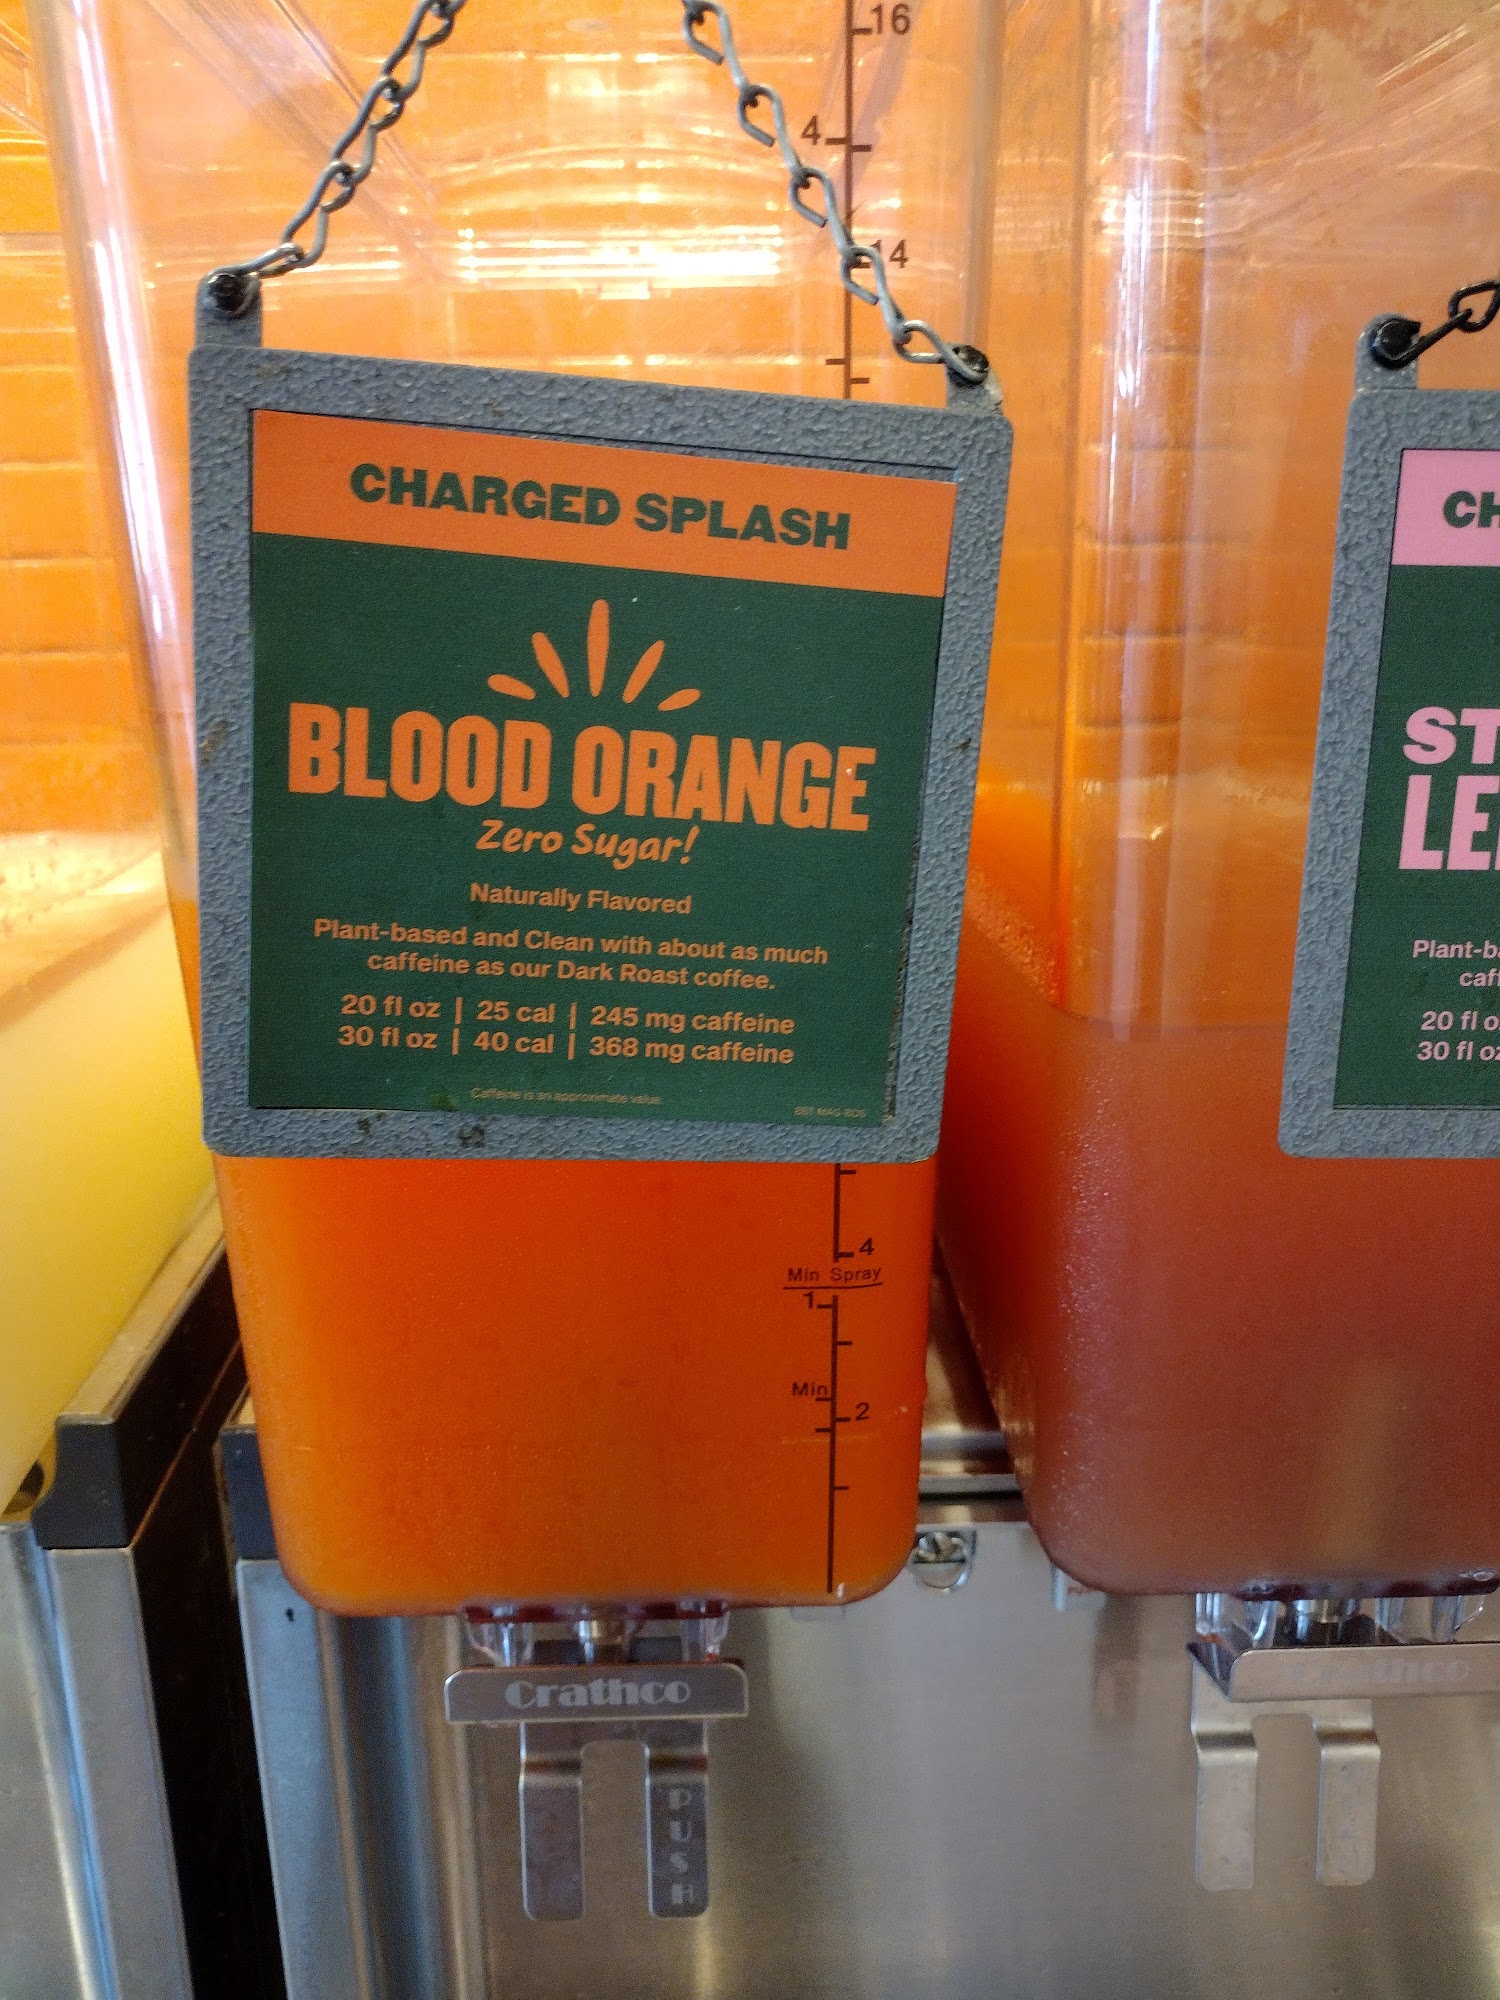 16
4
14
CHARGED SPLASH
BLOOD ORANGE
Zero Sugar!
Naturally Flavored
Plant-based and Clean with about as much
caffeine as our Dark Roast coffee.
20 fl oz | 25 cal | 245 mg caffeine
30 fl oz | 40 cal | 368 mg caffeine
Caffeine is an approximate value.
4
Min Spray
1
Min
2
Crathco
PUSH
CH
ST
LE
Plant-b
caf
20 fl o
30 fl oz
Crathco